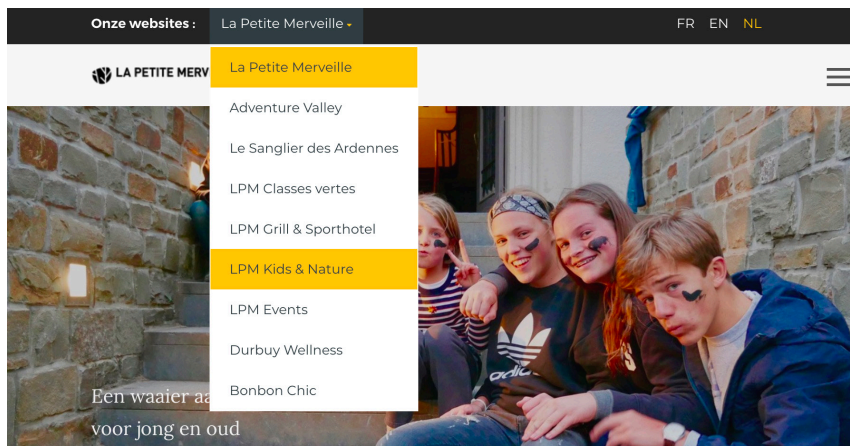 Onze websites : La Petite Merveille FR EN NL
LA PETITE MERV
La Petite Merveille
Adventure Valley
Le Sanglier des Ardennes
LPM Classes vertes
LPM Grill & Sporthotel
LPM Kids & Nature
LPM Events
Durbuy Wellness
Bonbon Chic
Een waaier aa
voor jong en oud
adidas